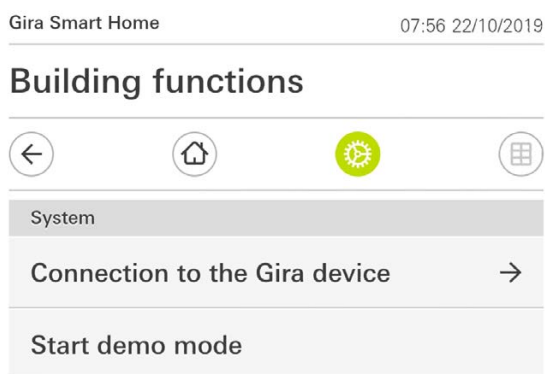 Gira Smart Home 07:56 22/10/2019
Building functions
System
Connection to the Gira device
Start demo mode